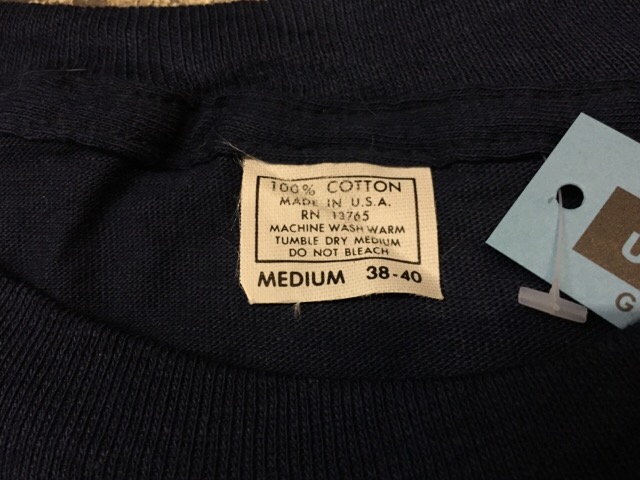 100% COTTON
MADE IN U.S.A.
RN 13765
MACHINE WASH WARM
TUMBLE DRY MEDIUM
DO NOT BLEACH
MEDIUM 38-40
U
G